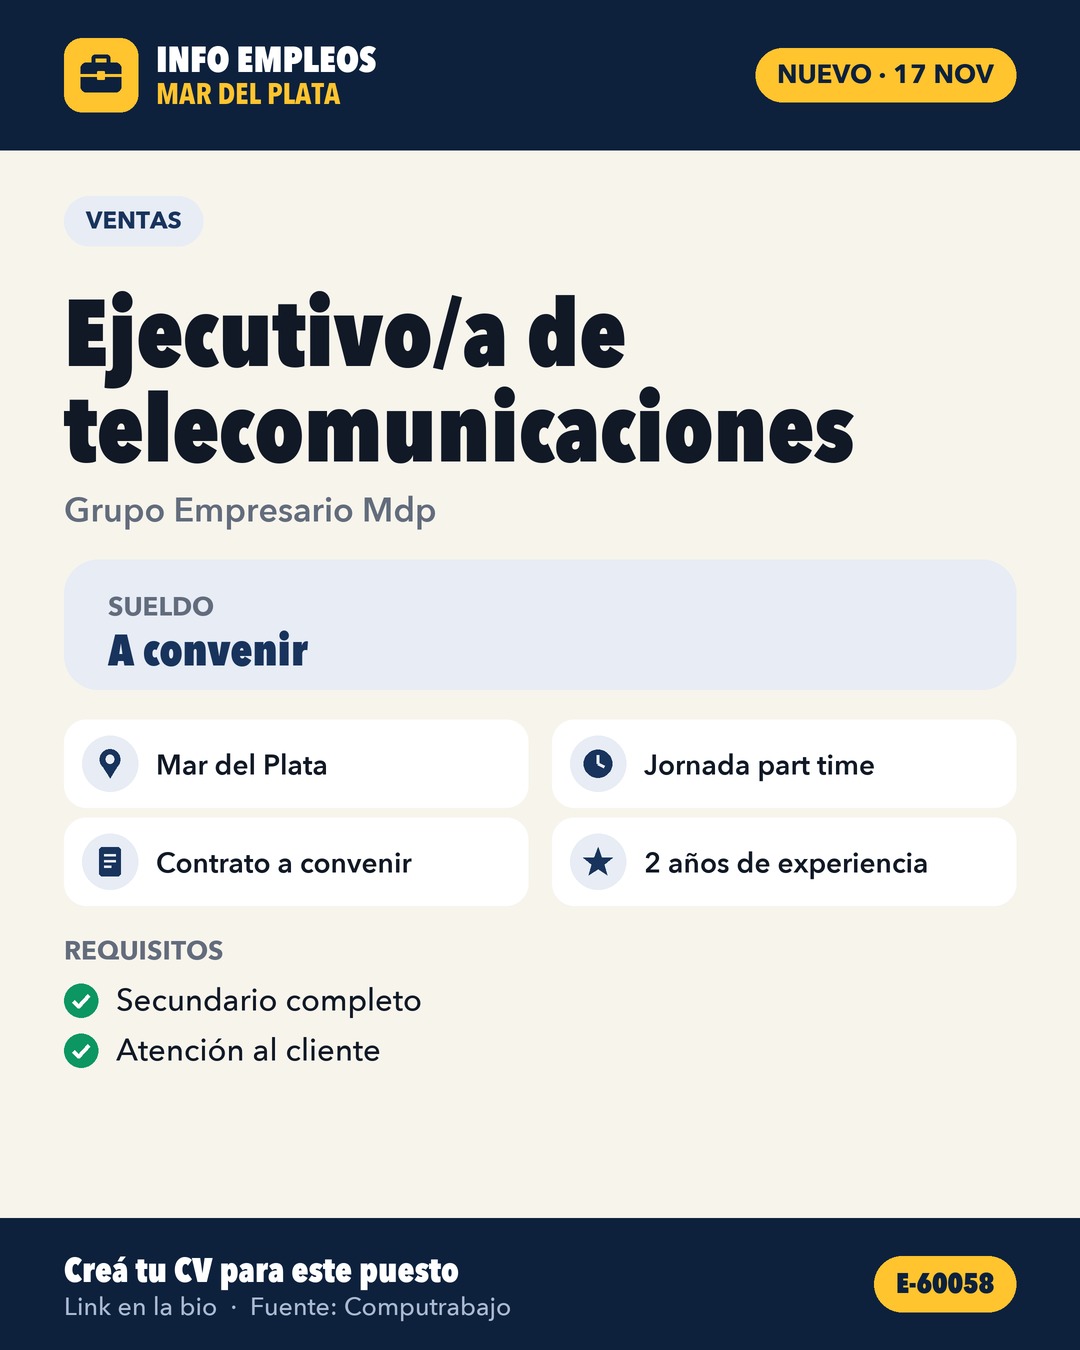 INFO EMPLEOS
MAR DEL PLATA
NUEVO · 17 NOV
VENTAS
Ejecutivo/a de
telecomunicaciones
Grupo Empresario Mdp
SUELDO
A convenir
Mar del Plata
Jornada part time
Contrato a convenir
2 años de experiencia
REQUISITOS
Secundario completo
Atención al cliente
Creá tu CV para este puesto
Link en la bio · Fuente: Computrabajo
E-60058